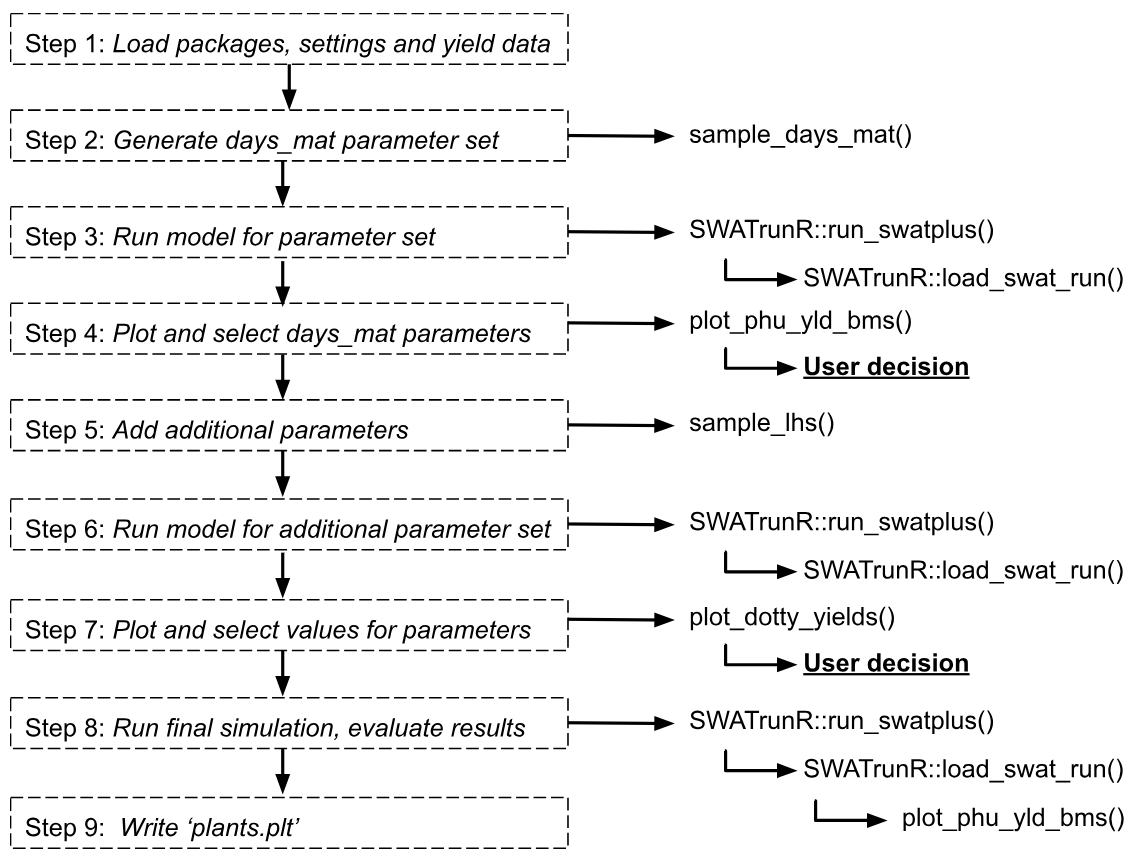 Step 1: Load packages, settings and yield data
Step 2: Generate days_mat parameter set
sample_days_mat()
Step 3: Run model for parameter set
SWATrunR::run_swatplus()
SWATrunR::load_swat_run()
Step 4: Plot and select days_mat parameters
plot_phu_yld_bms()
User decision
Step 5: Add additional parameters
sample_lhs()
Step 6: Run model for additional parameter set
SWATrunR::run_swatplus()
SWATrunR::load_swat_run()
Step 7: Plot and select values for parameters
plot_dotty_yields()
User decision
Step 8: Run final simulation, evaluate results
SWATrunR::run_swatplus()
SWATrunR::load_swat_run()
plot_phu_yld_bms()
Step 9: Write ‘plants.plt’